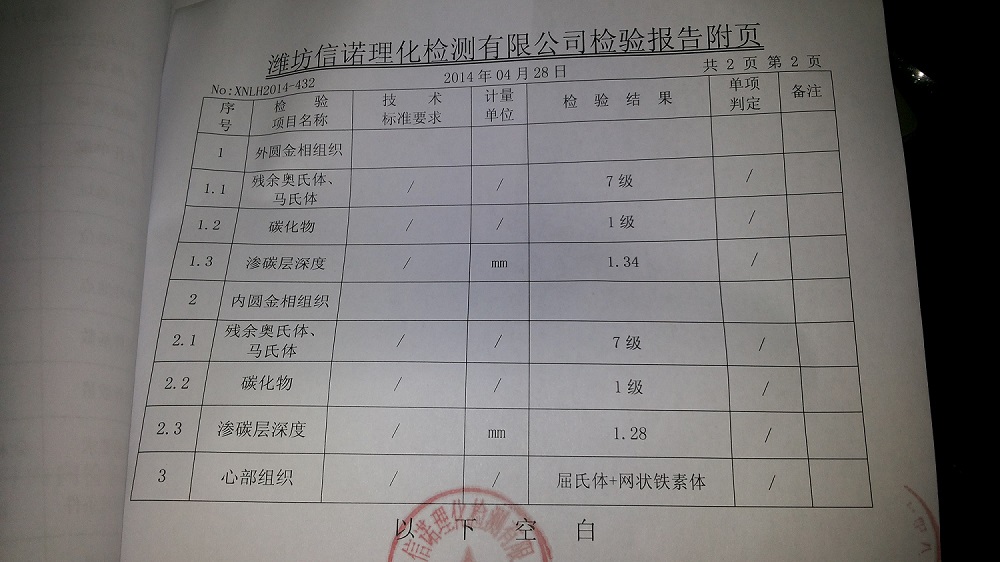 潍坊信诺理化检测有限公司检验报告附页
No:XNLH2014-432 2014年04月28日 共 2 页 第 2 页
序号 检验项目名称 技术标准要求 计量单位 检验结果 单项判定 备注
1 外圆金相组织
1.1 残余奥氏体、马氏体 / / 7级 /
1.2 碳化物 / / 1级 /
1.3 渗碳层深度 / mm 1.34 /
2 内圆金相组织
2.1 残余奥氏体、马氏体 / / 7级 /
2.2 碳化物 / / 1级 /
2.3 渗碳层深度 / mm 1.28 /
3 心部组织 / / 屈氏体+网状铁素体 /
以下空白
信诺理化检测有限